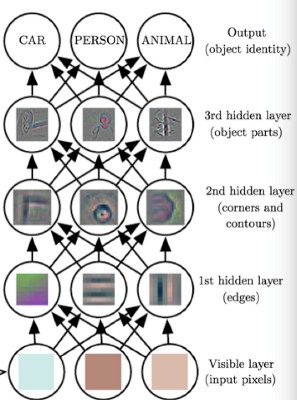 CAR PERSON ANIMAL
Output
(object identity)
3rd hidden layer
(object parts)
2nd hidden layer
(corners and
contours)
1st hidden layer
(edges)
Visible layer
(input pixels)